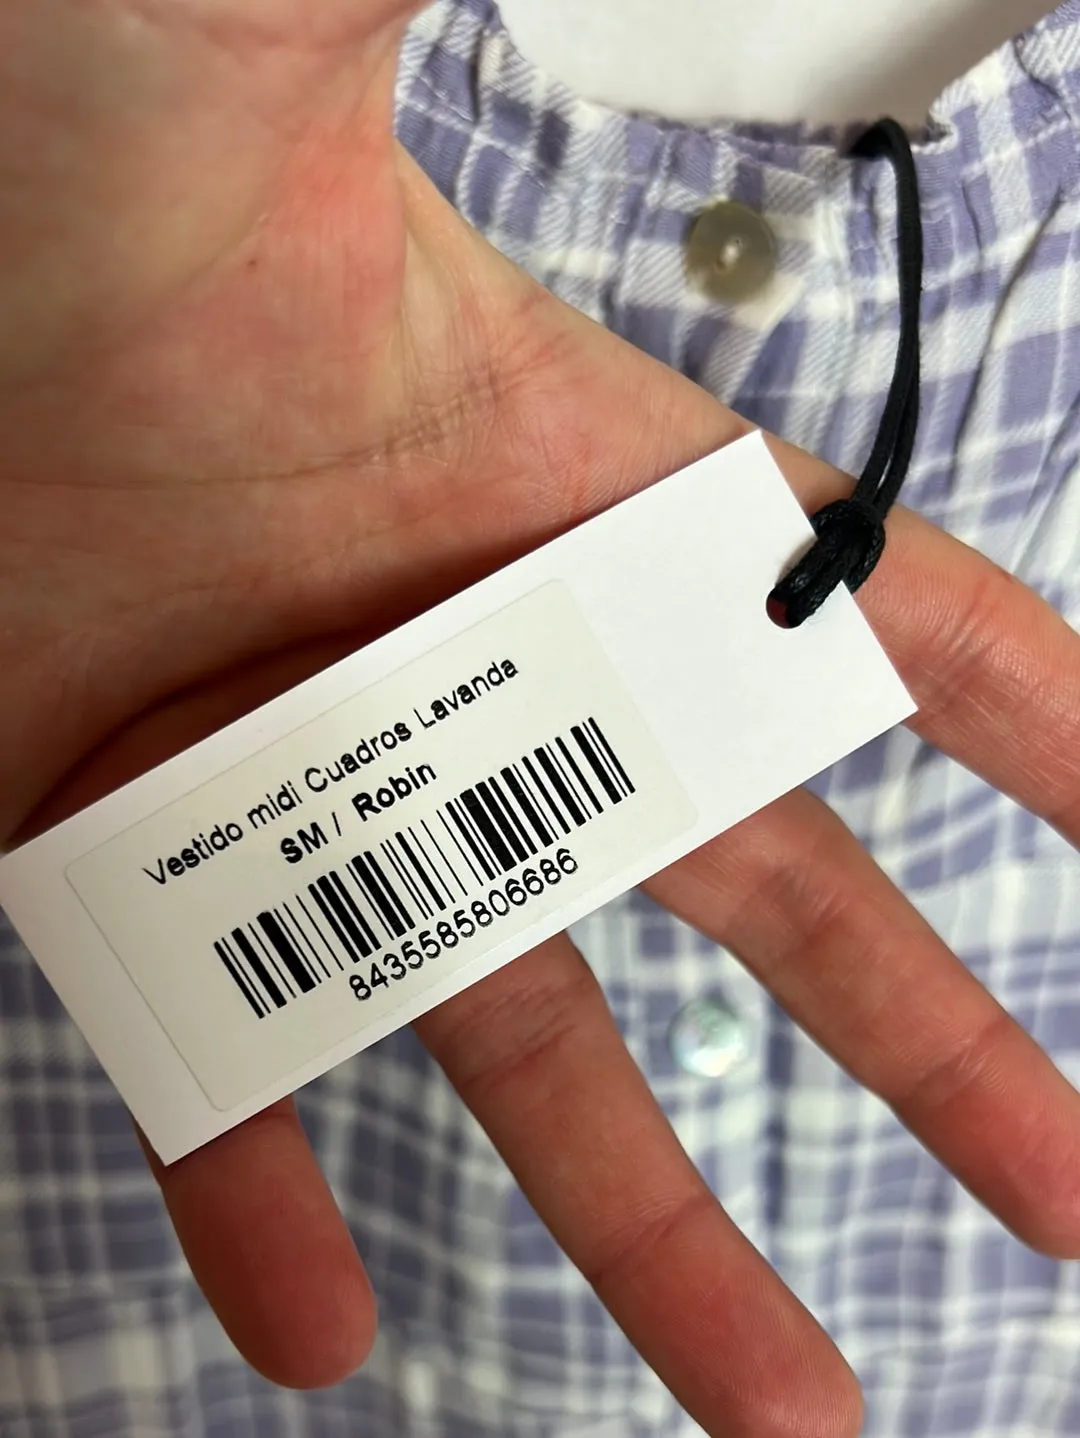 Vestido midi Cuadros Lavanda
SM / Robin
8435585806686